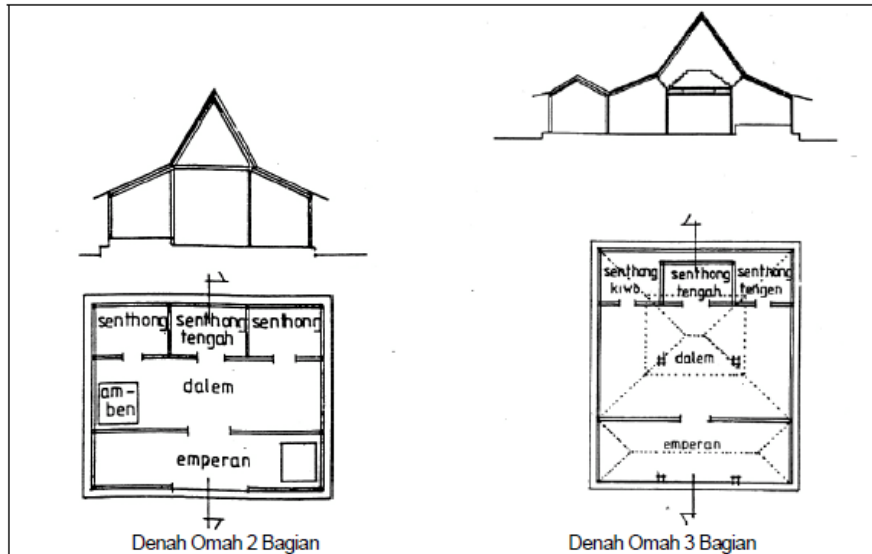 senthong
senthong
tengah
senthong
am-
ben
dalem
emperan
Denah Omah 2 Bagian
senthong
kiwo.
senthong
tengah
senthong
tengen
dalem
emperan
Denah Omah 3 Bagian